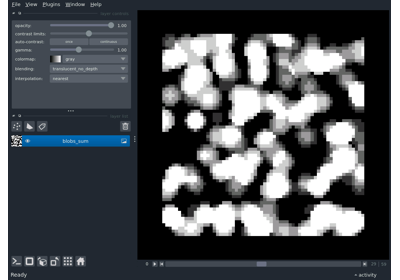 File View Plugins Window Help
opacity: 1.00
contrast limits:
auto-contrast: once continuous
gamma: 1.00
colormap: gray
blending: translucent_no_depth
interpolation: nearest
blobs_sum
Ready
activity